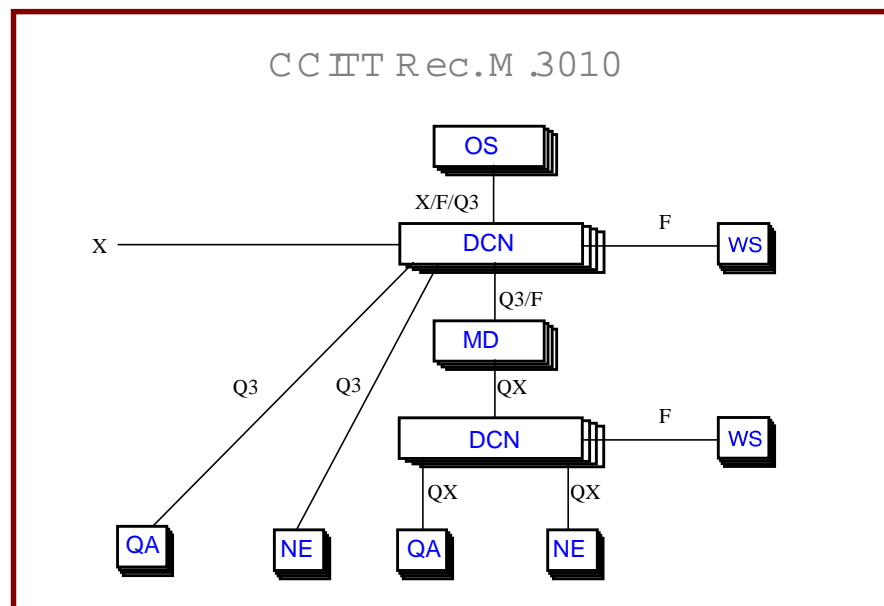 CCITT Rec. M.3010
OS
X/F/Q3
X
DCN
F
WS
Q3/F
MD
Q3
Q3
QX
DCN
F
WS
QX
QX
QA
NE
QA
NE